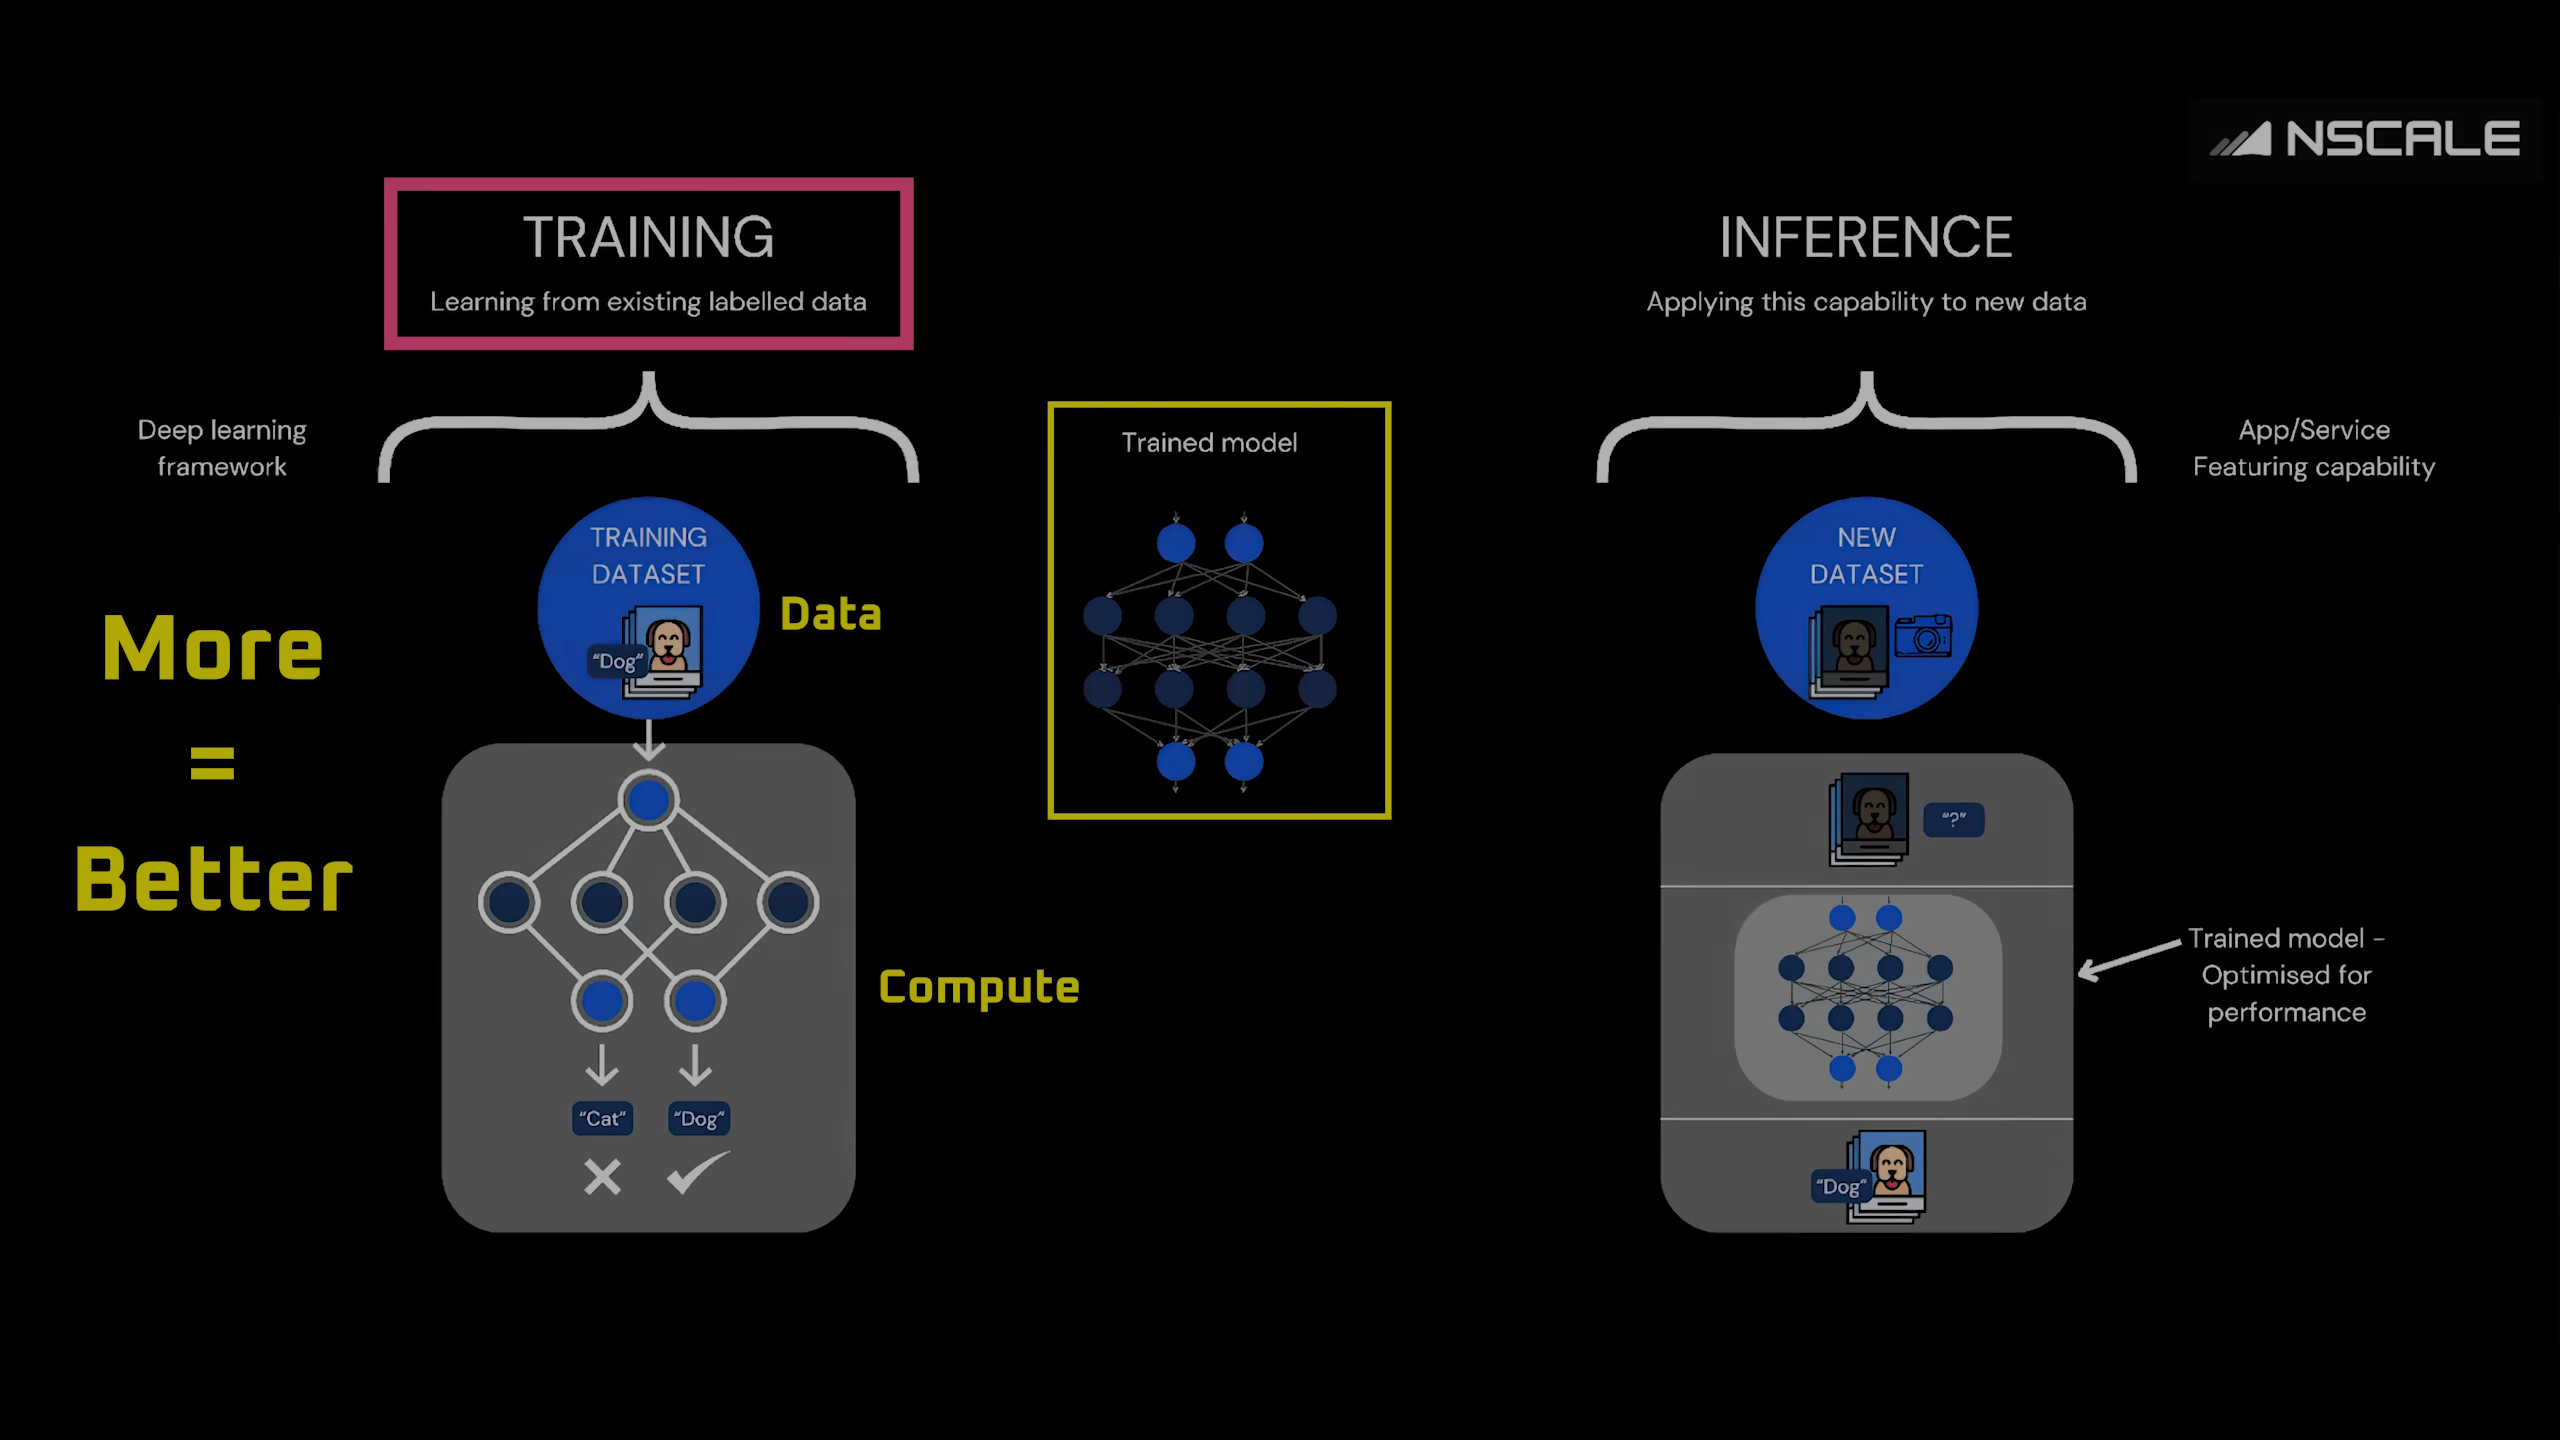 NSCALE
TRAINING
Learning from existing labelled data
INFERENCE
Applying this capability to new data
Deep learning
framework
Trained model
App/Service
Featuring capability
TRAINING
DATASET
"Dog"
Data
NEW
DATASET
More
=
Better
"?"
Compute
Trained model –
Optimised for
performance
"Cat"
"Dog"
"Dog"